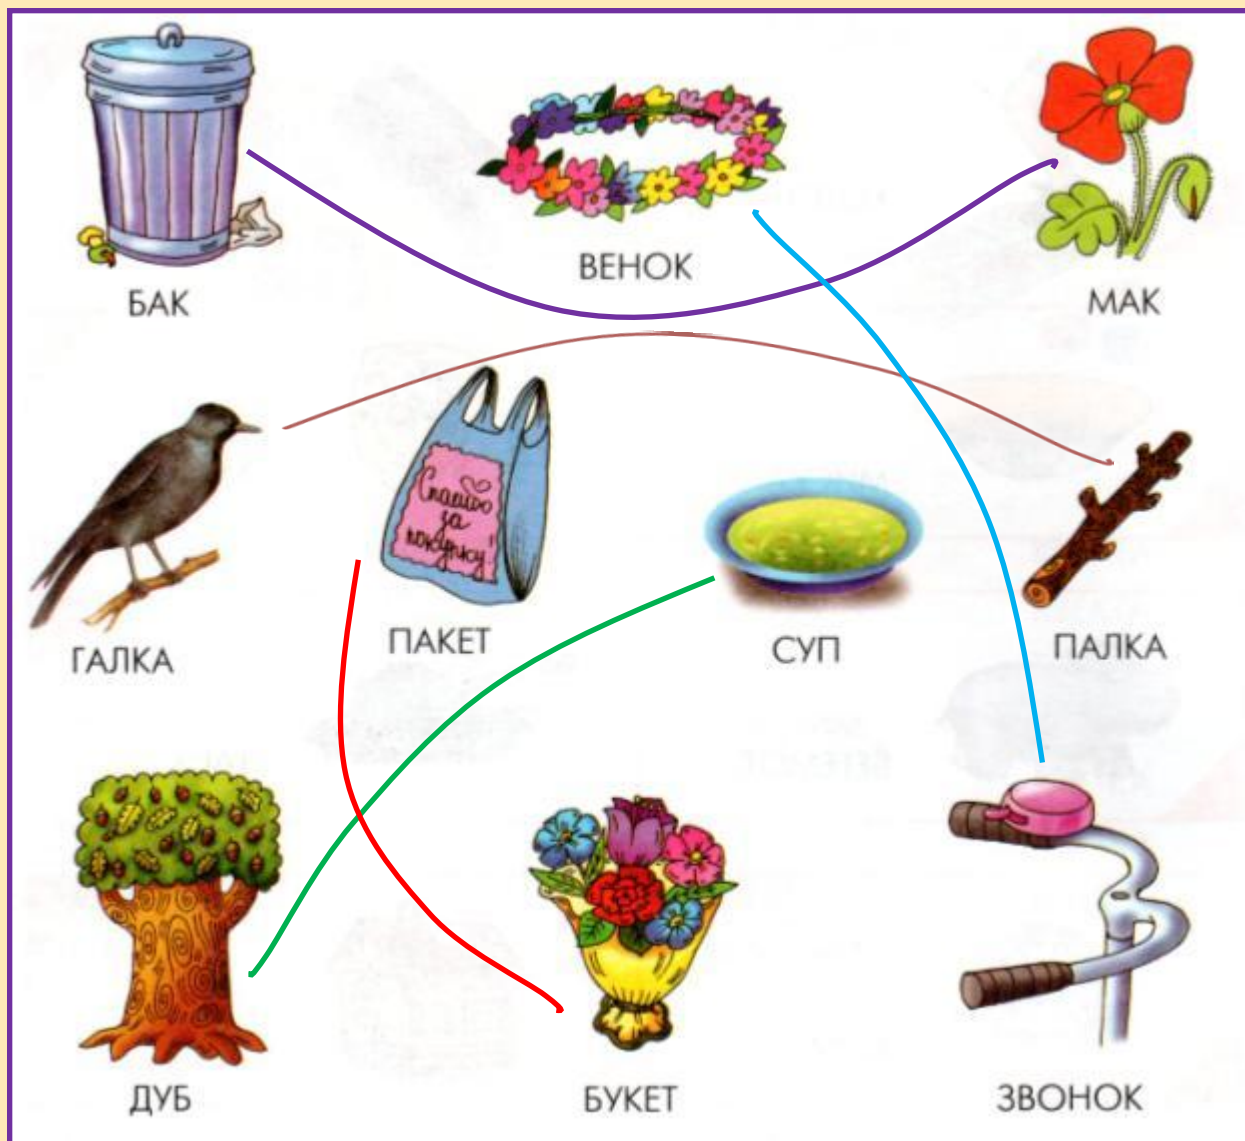 БАК
ВЕНОК
МАК
Спасибо
за
покупку!
ГАЛКА
ПАКЕТ
СУП
ПАЛКА
ДУБ
БУКЕТ
ЗВОНОК